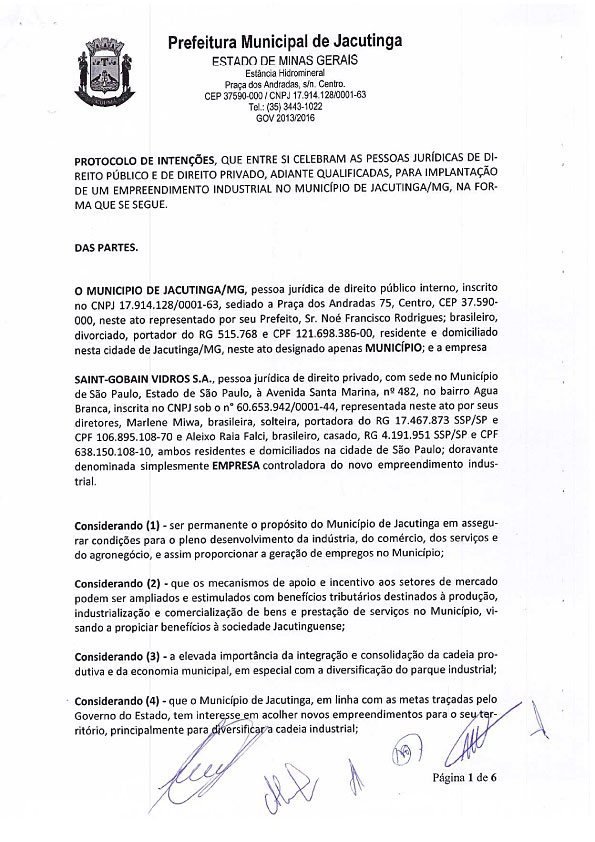 Prefeitura Municipal de Jacutinga
ESTADO DE MINAS GERAIS
Estância Hidromineral
Praça dos Andradas, s/n. Centro.
CEP 37590-000 / CNPJ 17.914.128/0001-63
Tel.: (35) 3443-1022
GOV 2013/2016
PROTOCOLO DE INTENÇÕES, QUE ENTRE SI CELEBRAM AS PESSOAS JURÍDICAS DE DI-
REITO PÚBLICO E DE DIREITO PRIVADO, ADIANTE QUALIFICADAS, PARA IMPLANTAÇÃO
DE UM EMPREENDIMENTO INDUSTRIAL NO MUNICÍPIO DE JACUTINGA/MG, NA FOR-
MA QUE SE SEGUE.
DAS PARTES.
O MUNICIPIO DE JACUTINGA/MG, pessoa jurídica de direito público interno, inscrito
no CNPJ 17.914.128/0001-63, sediado a Praça dos Andradas 75, Centro, CEP 37.590-
000, neste ato representado por seu Prefeito, Sr. Noé Francisco Rodrigues; brasileiro,
divorciado, portador do RG 515.768 e CPF 121.698.386-00, residente e domiciliado
nesta cidade de Jacutinga/MG, neste ato designado apenas MUNICÍPIO; e a empresa
SAINT-GOBAIN VIDROS S.A., pessoa jurídica de direito privado, com sede no Município
de São Paulo, Estado de São Paulo, à Avenida Santa Marina, nº 482, no bairro Agua
Branca, inscrita no CNPJ sob o n° 60.653.942/0001-44, representada neste ato por seus
diretores, Marlene Miwa, brasileira, solteira, portadora do RG 17.467.873 SSP/SP e
CPF 106.895.108-70 e Aleixo Raia Falci, brasileiro, casado, RG 4.191.951 SSP/SP e CPF
638.150.108-10, ambos residentes e domiciliados na cidade de São Paulo; doravante
denominada simplesmente EMPRESA controladora do novo empreendimento indus-
trial.
Considerando (1) - ser permanente o propósito do Município de Jacutinga em assegu-
rar condições para o pleno desenvolvimento da indústria, do comércio, dos serviços e
do agronegócio, e assim proporcionar a geração de empregos no Município;
Considerando (2) - que os mecanismos de apoio e incentivo aos setores de mercado
podem ser ampliados e estimulados com benefícios tributários destinados à produção,
industrialização e comercialização de bens e prestação de serviços no Município, vi-
sando a propiciar benefícios à sociedade Jacutinguense;
Considerando (3) - a elevada importância da integração e consolidação da cadeia pro-
dutiva e da economia municipal, em especial com a diversificação do parque industrial;
Considerando (4) - que o Município de Jacutinga, em linha com as metas traçadas pelo
Governo do Estado, tem interesse em acolher novos empreendimentos para o seu ter-
ritório, principalmente para diversificar a cadeia industrial;
Página 1 de 6